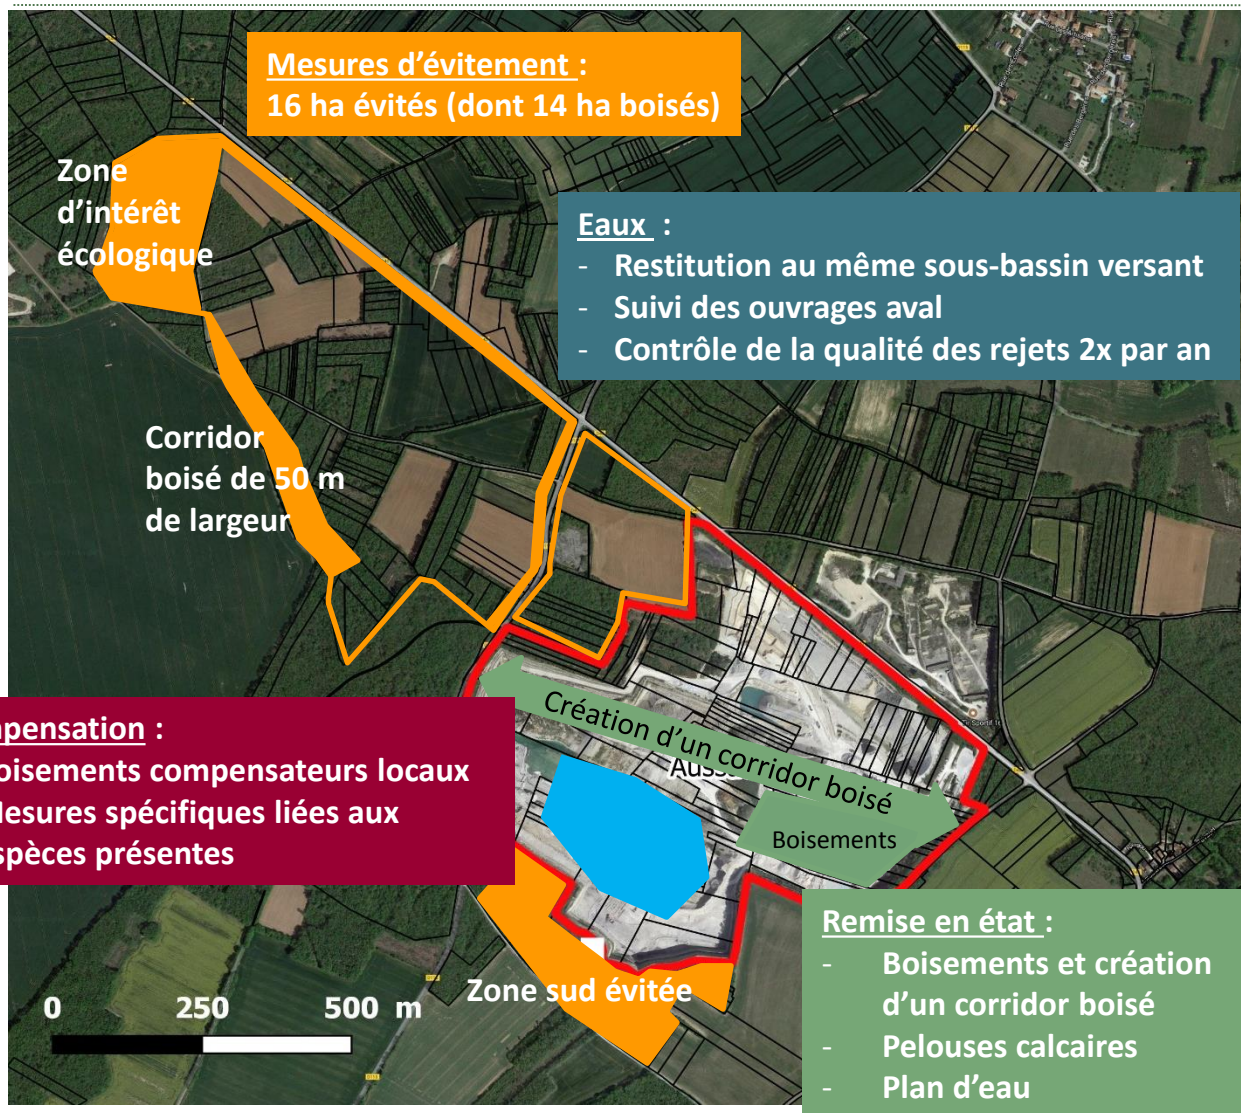 Mesures d'évitement :
16 ha évités (dont 14 ha boisés)
Zone
d'intérêt
écologique
Eaux :
- Restitution au même sous-bassin versant
- Suivi des ouvrages aval
- Contrôle de la qualité des rejets 2x par an
Corridor
boisé de 50 m
de largeur
Création d'un corridor boisé
Boisements
mpensation :
oisements compensateurs locaux
Mesures spécifiques liées aux
spèces présentes
Zone sud évitée
0 250 500 m
Remise en état :
- Boisements et création
d'un corridor boisé
- Pelouses calcaires
- Plan d'eau